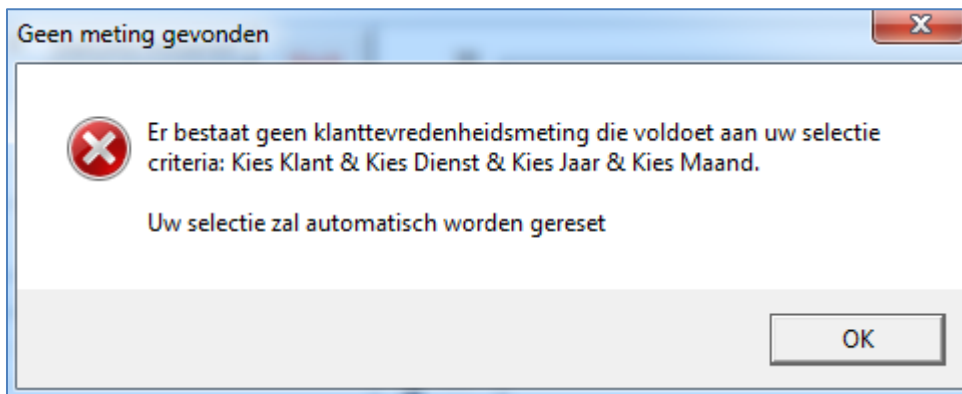 Geen meting gevonden
Er bestaat geen klanttevredenheidsmeting die voldoet aan uw selectie
criteria: Kies Klant & Kies Dienst & Kies Jaar & Kies Maand.
Uw selectie zal automatisch worden gereset
OK